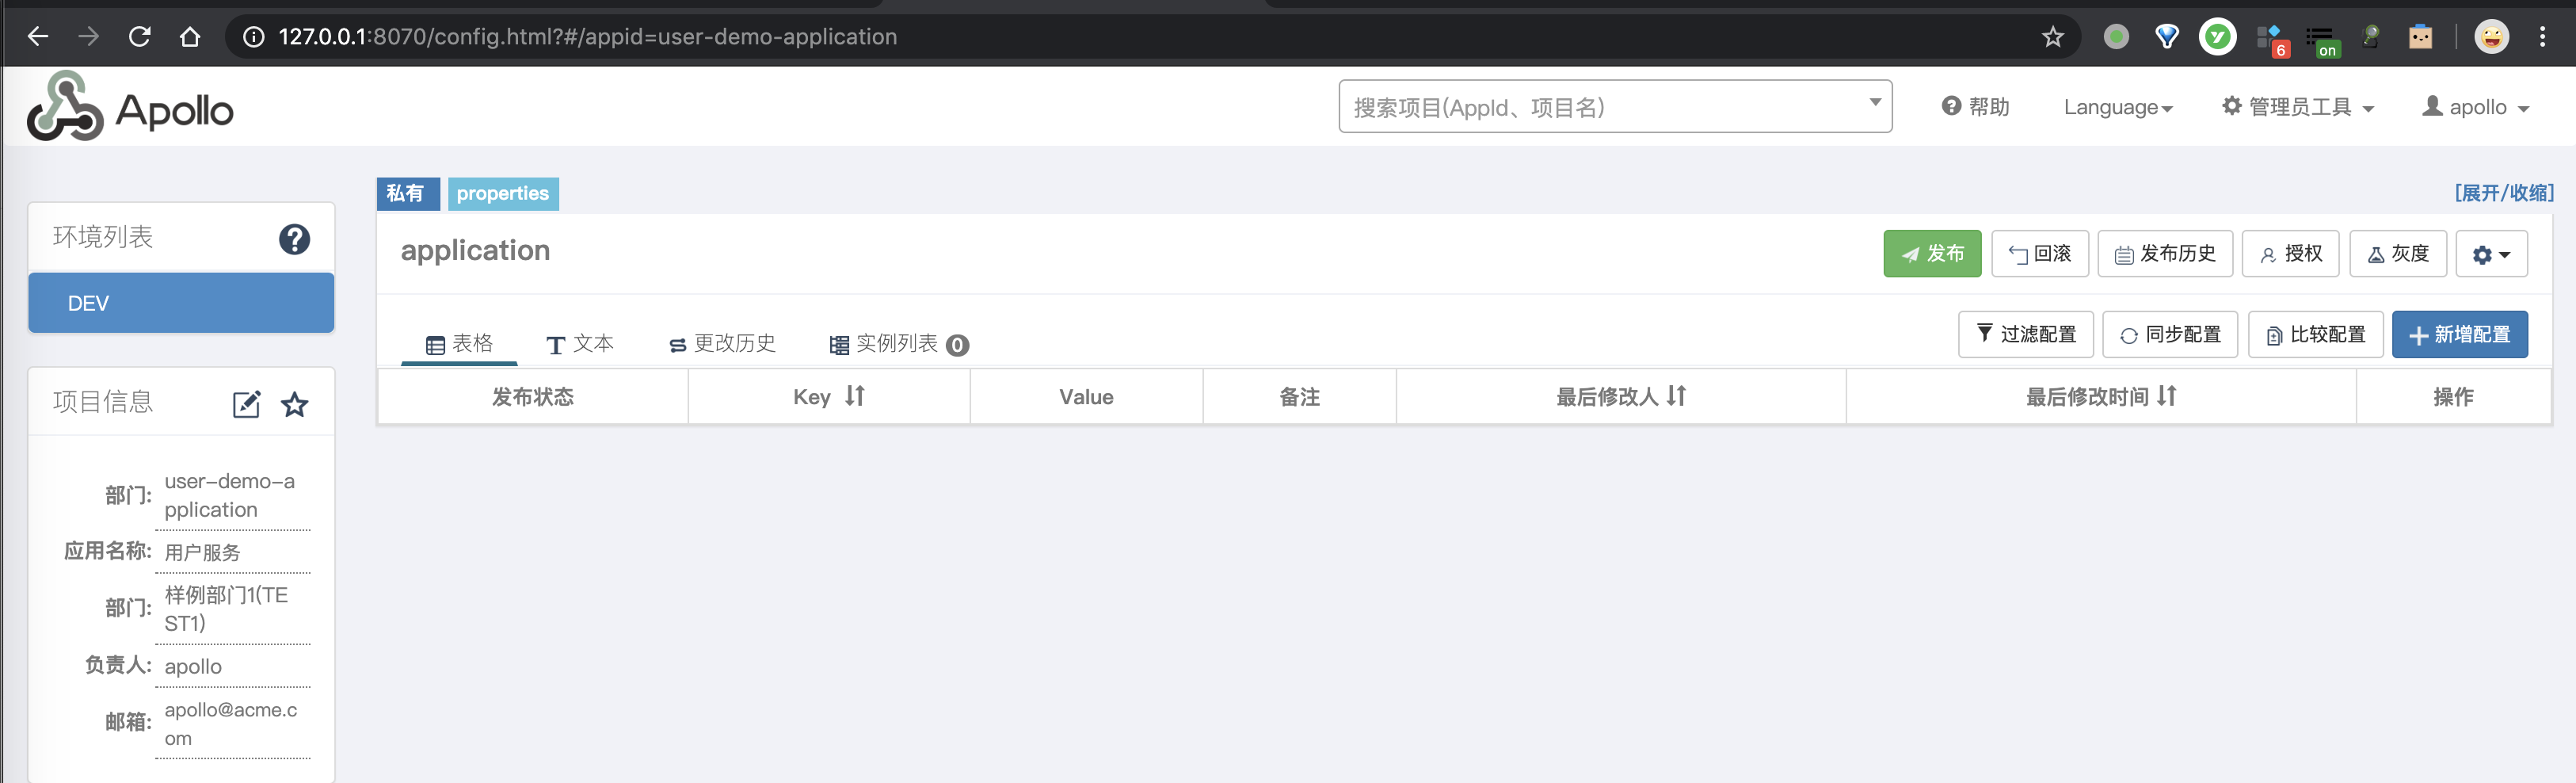 127.0.0.1:8070/config.html?#/appid=user-demo-application
6
on
Apollo
搜索项目(AppId、项目名)
帮助
Language
管理员工具
apollo
私有
properties
[展开/收缩]
环境列表
DEV
application
发布
回滚
发布历史
授权
灰度
表格
文本
更改历史
实例列表 0
过滤配置
同步配置
比较配置
新增配置
发布状态
Key
Value
备注
最后修改人
最后修改时间
操作
项目信息
部门:
user-demo-a
pplication
应用名称:
用户服务
部门:
样例部门1(TE
ST1)
负责人:
apollo
邮箱:
apollo@acme.c
om